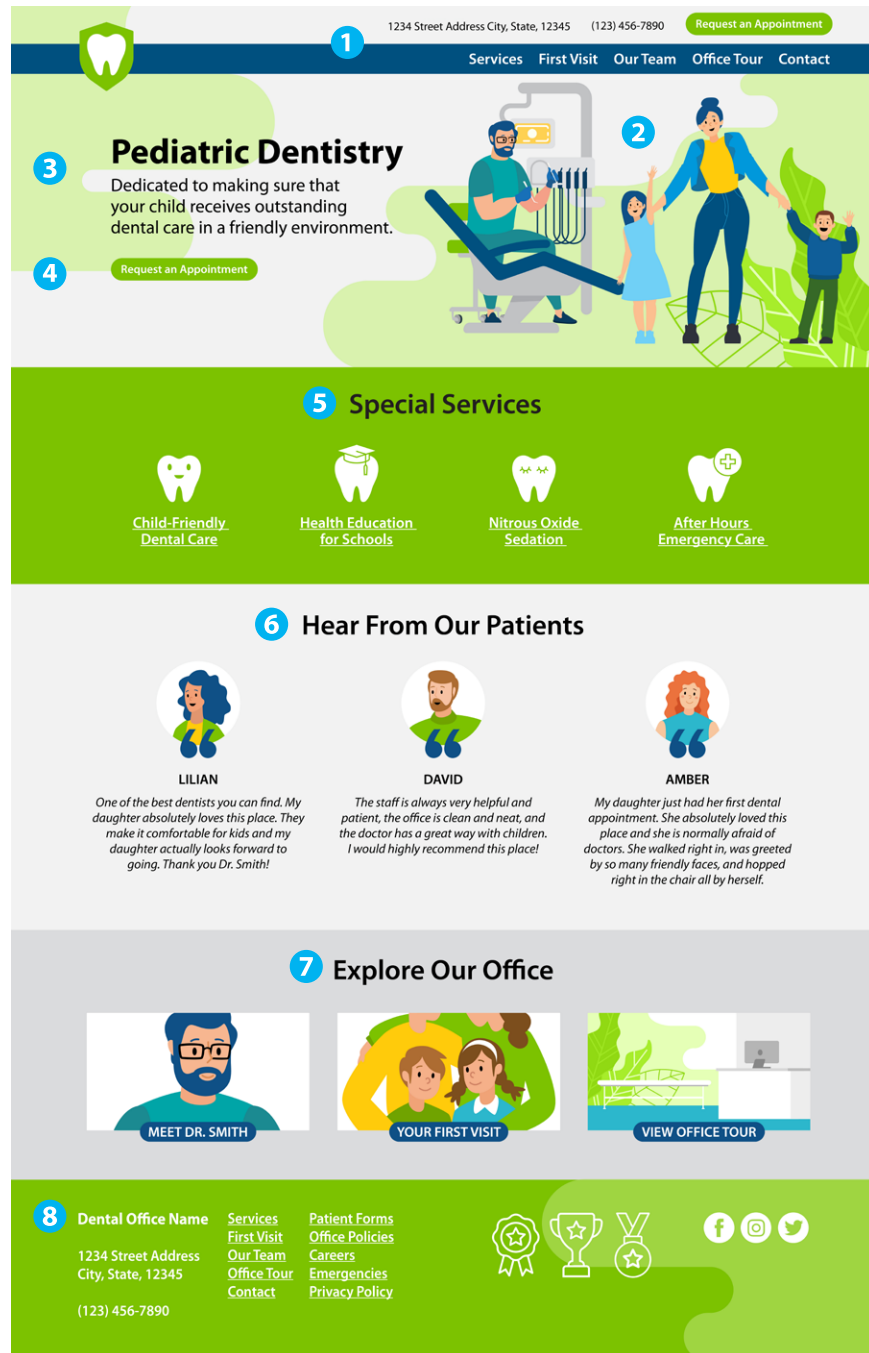 1234 Street Address City, State, 12345 (123) 456-7890 Request an Appointment
1
Services First Visit Our Team Office Tour Contact
2
3
Pediatric Dentistry
Dedicated to making sure that
your child receives outstanding
dental care in a friendly environment.
4
Request an Appointment
5 Special Services
Child-Friendly
Dental Care
Health Education
for Schools
Nitrous Oxide
Sedation
After Hours
Emergency Care
6 Hear From Our Patients
LILIAN
One of the best dentists you can find. My
daughter absolutely loves this place. They
make it comfortable for kids and my
daughter actually looks forward to
going. Thank you Dr. Smith!
DAVID
The staff is always very helpful and
patient, the office is clean and neat, and
the doctor has a great way with children.
I would highly recommend this place!
AMBER
My daughter just had her first dental
appointment. She absolutely loved this
place and she is normally afraid of
doctors. She walked right in, was greeted
by so many friendly faces, and hopped
right in the chair all by herself.
7 Explore Our Office
MEET DR. SMITH
YOUR FIRST VISIT
VIEW OFFICE TOUR
8
Dental Office Name
1234 Street Address
City, State, 12345
(123) 456-7890
Services
First Visit
Our Team
Office Tour
Contact
Patient Forms
Office Policies
Careers
Emergencies
Privacy Policy